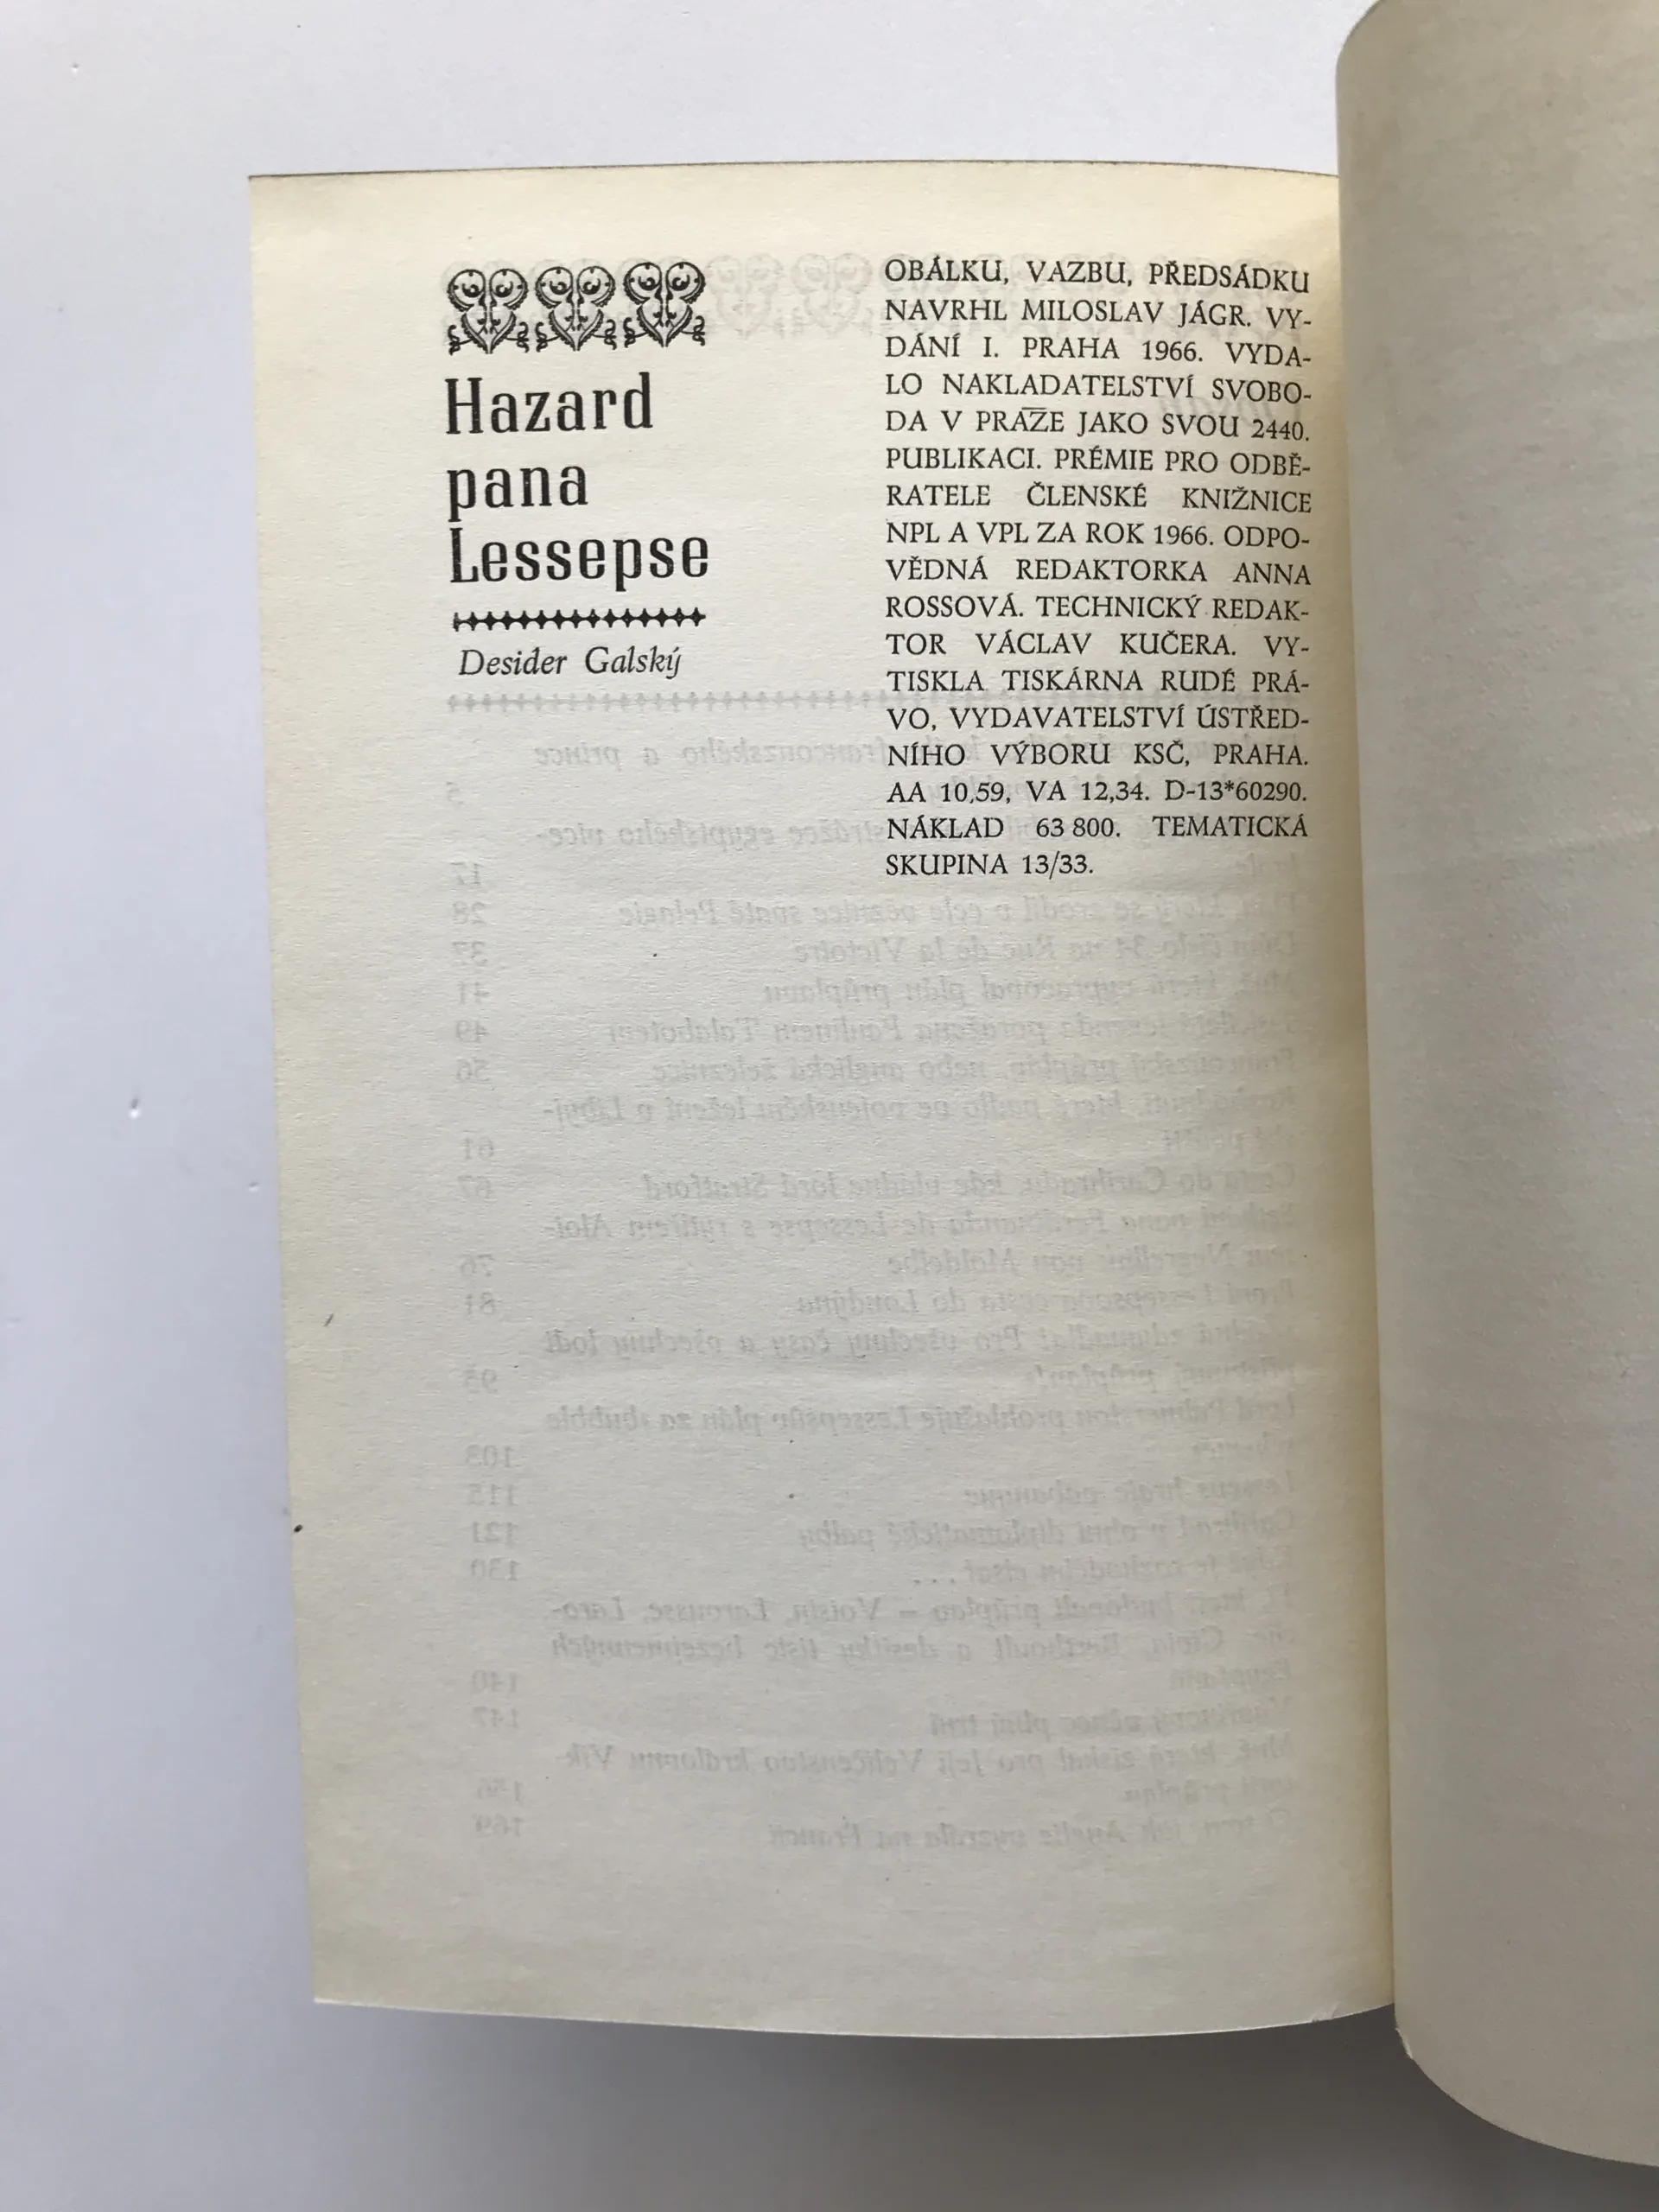 Hazard
pana
Lessepse
Desider Galský
OBÁLKU, VAZBU, PŘEDSÁDKU
NAVRHL MILOSLAV JÁGR. VY-
DÁNÍ I. PRAHA 1966. VYDA-
LO NAKLADATELSTVÍ SVOBO-
DA V PRAZE JAKO SVOU 2440.
PUBLIKACI. PRÉMIE PRO ODBĚ-
RATELE ČLENSKÉ KNIŽNICE
NPL A VPL ZA ROK 1966. ODPO-
VĚDNÁ REDAKTORKA ANNA
ROSSOVÁ. TECHNICKÝ REDAK-
TOR VÁCLAV KUČERA. VY-
TISKLA TISKÁRNA RUDÉ PRÁ-
VO, VYDAVATELSTVÍ ÚSTŘED-
NÍHO VÝBORU KSČ, PRAHA.
AA 10,59, VA 12,34. D-13*60290.
NÁKLAD 63 800. TEMATICKÁ
SKUPINA 13/33.